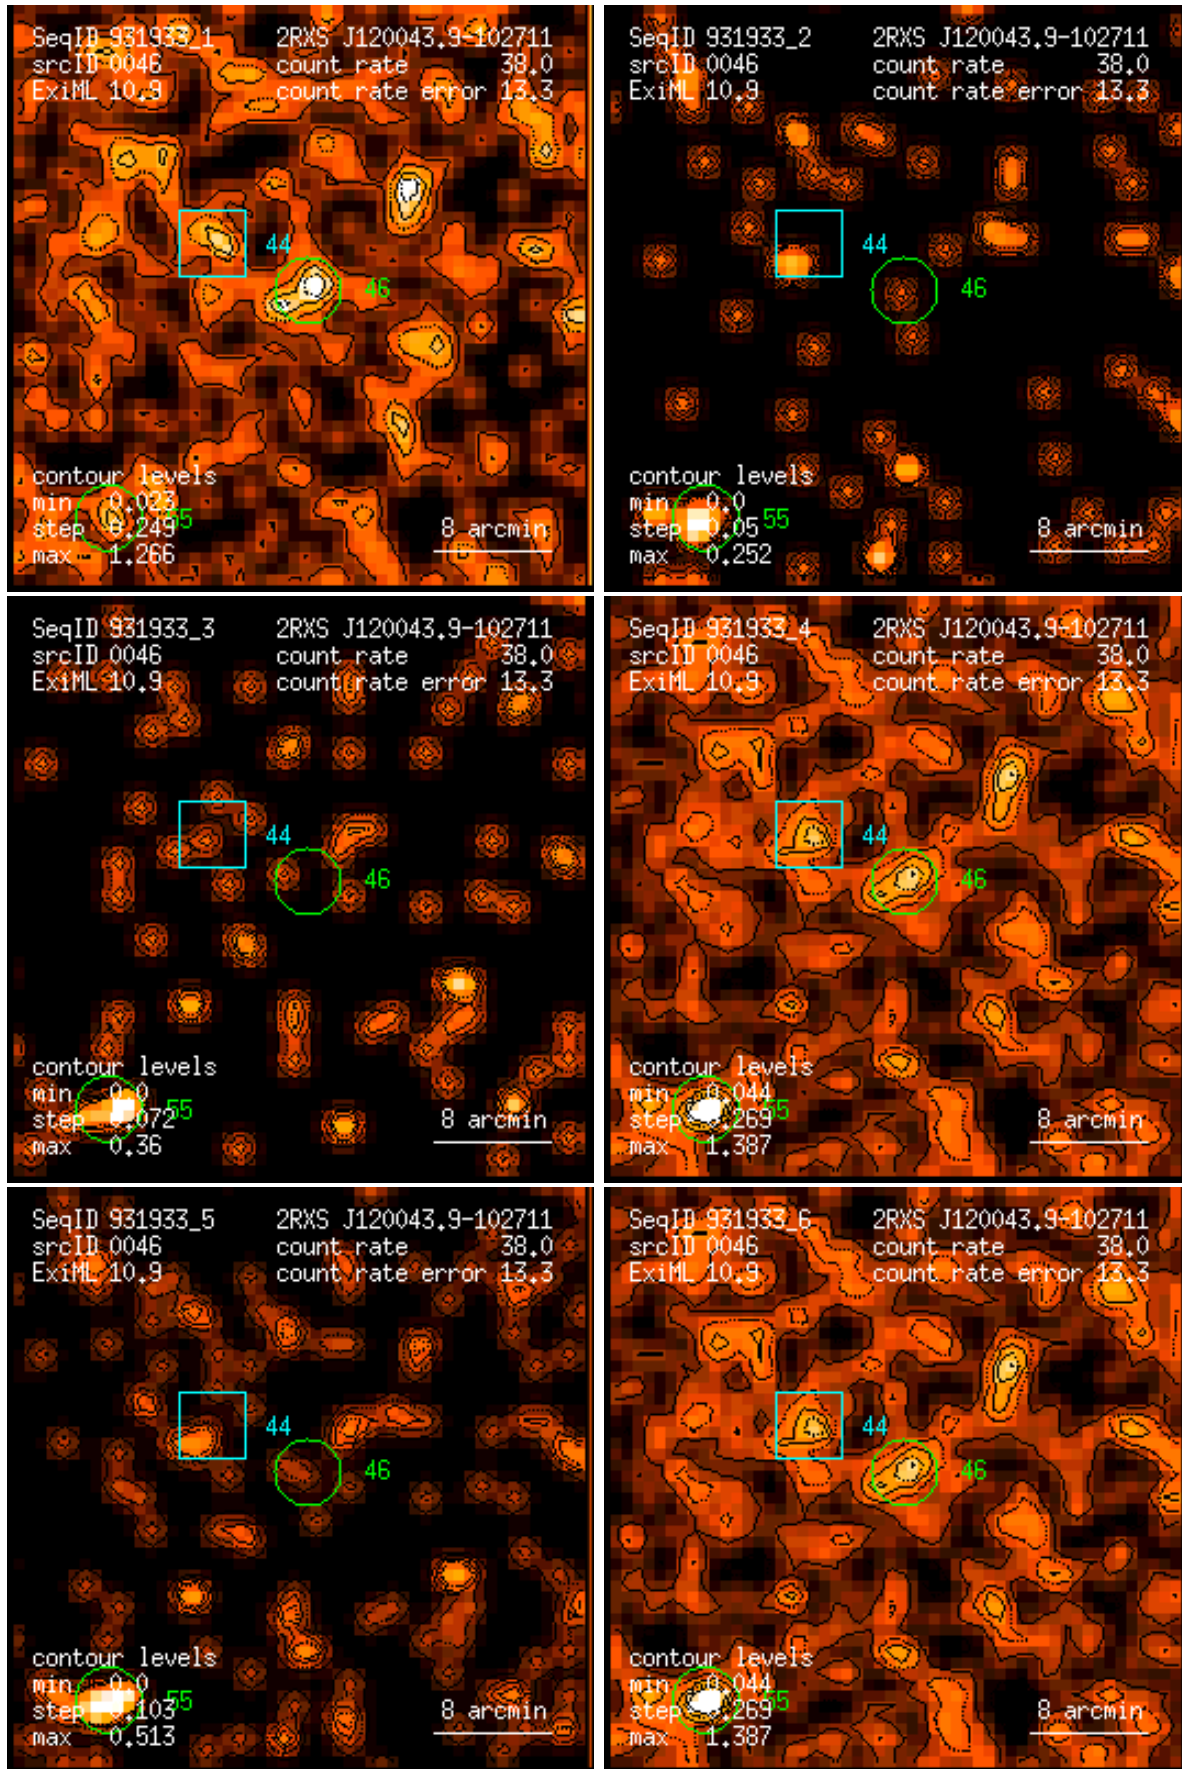 SeqID 931933_1 2RXS J120043.9-102711
srcID 0046 count rate 38.0
ExiML 10.9 count rate error 13.3
44
46
contour levels
min 0.023
step 0.249 55 8 arcmin
max 1.266
SeqID 931933_2 2RXS J120043.9-102711
srcID 0046 count rate 38.0
ExiML 10.9 count rate error 13.3
44
46
contour levels
min 0.0
step 0.05 55 8 arcmin
max 0.252
SeqID 931933_3 2RXS J120043.9-102711
srcID 0046 count rate 38.0
ExiML 10.9 count rate error 13.3
44
46
contour levels
min 0.0
step 0.072 55 8 arcmin
max 0.36
SeqID 931933_4 2RXS J120043.9-102711
srcID 0046 count rate 38.0
ExiML 10.9 count rate error 13.3
44
46
contour levels
min 0.044
step 0.269 55 8 arcmin
max 1.387
SeqID 931933_5 2RXS J120043.9-102711
srcID 0046 count rate 38.0
ExiML 10.9 count rate error 13.3
44
46
contour levels
min 0.0
step 0.103 55 8 arcmin
max 0.513
SeqID 931933_6 2RXS J120043.9-102711
srcID 0046 count rate 38.0
ExiML 10.9 count rate error 13.3
44
46
contour levels
min 0.044
step 0.269 55 8 arcmin
max 1.387